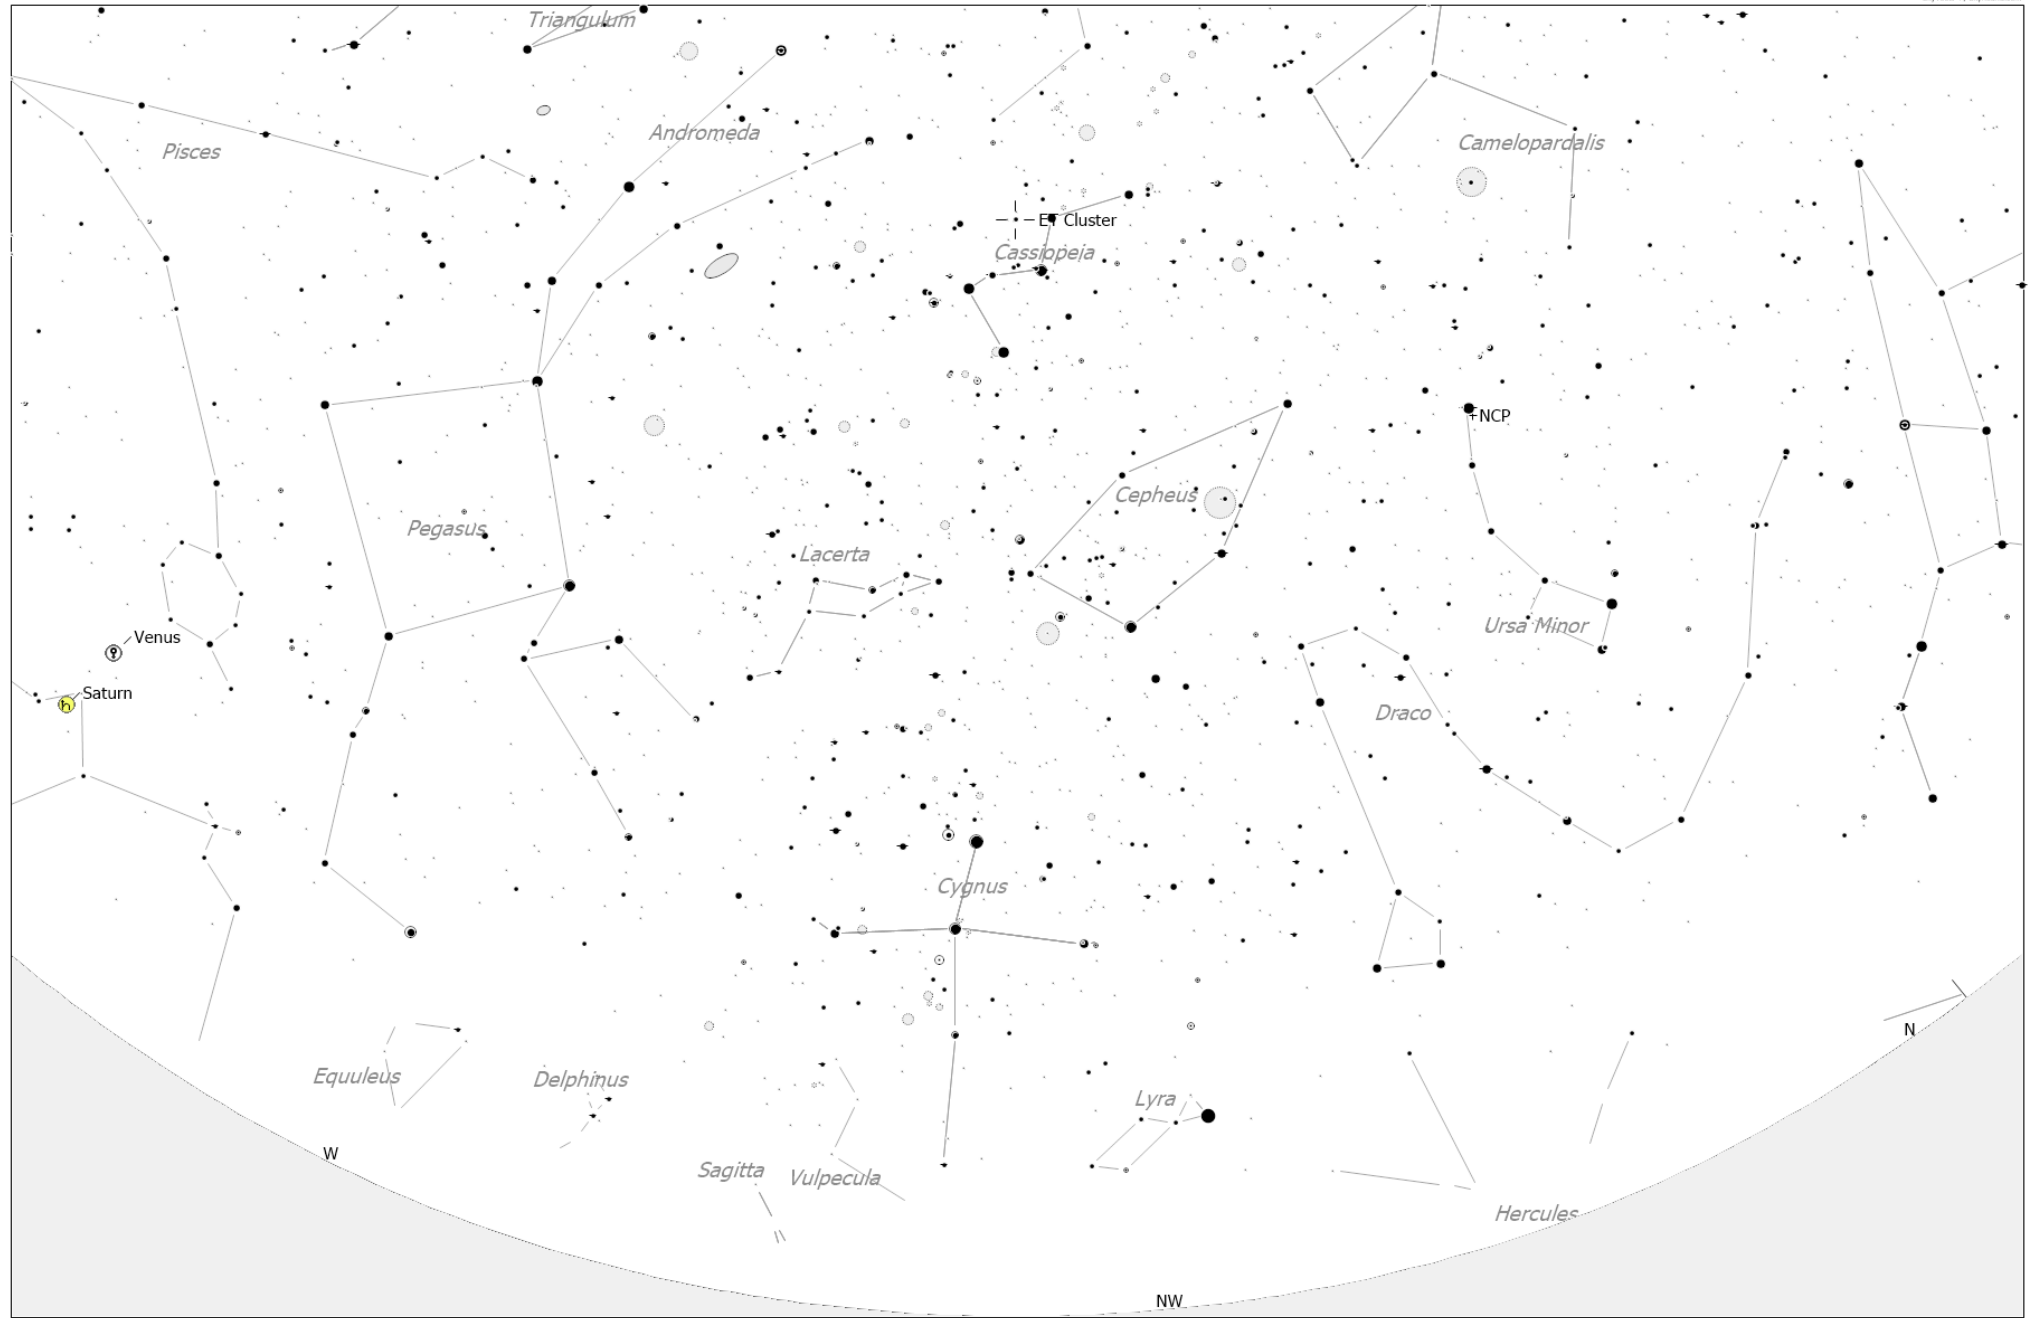 Triangulum
Andromeda
Pisces
Camelopardalis
ET Cluster
Cassiopeia
NCP
Cepheus
Pegasus
Lacerta
Ursa Minor
Venus
Saturn
Draco
Cygnus
N
Equuleus
Delphinus
Lyra
W
Sagitta
Vulpecula
Hercules
NW